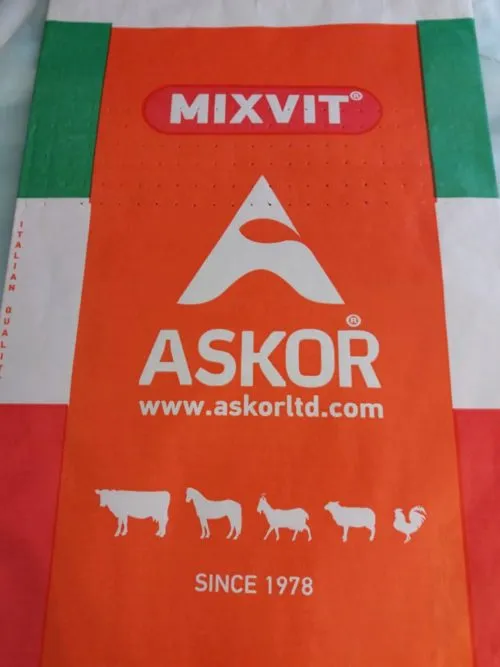 MIXVIT®
ITALIAN QUALITY
ASKOR®
www.askorltd.com
SINCE 1978